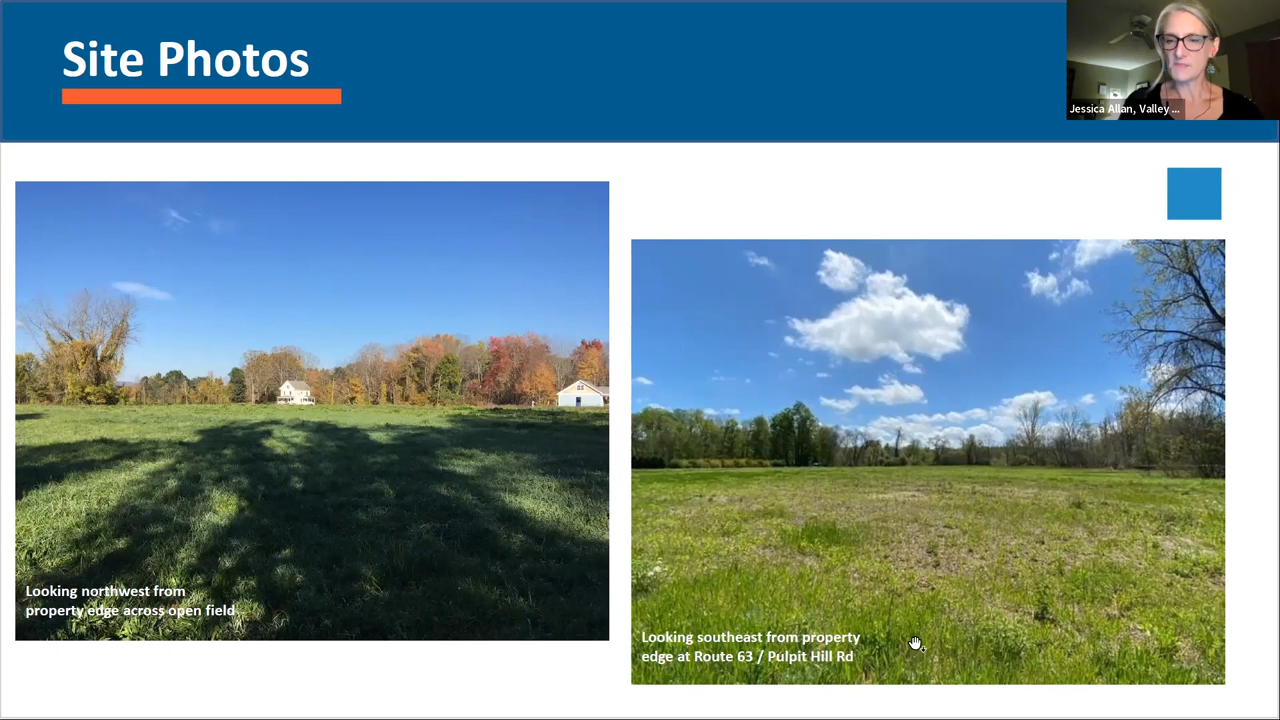 Site Photos
Jessica Allan, Valley ...
Looking northwest from
property edge across open field
Looking southeast from property
edge at Route 63 / Pulpit Hill Rd